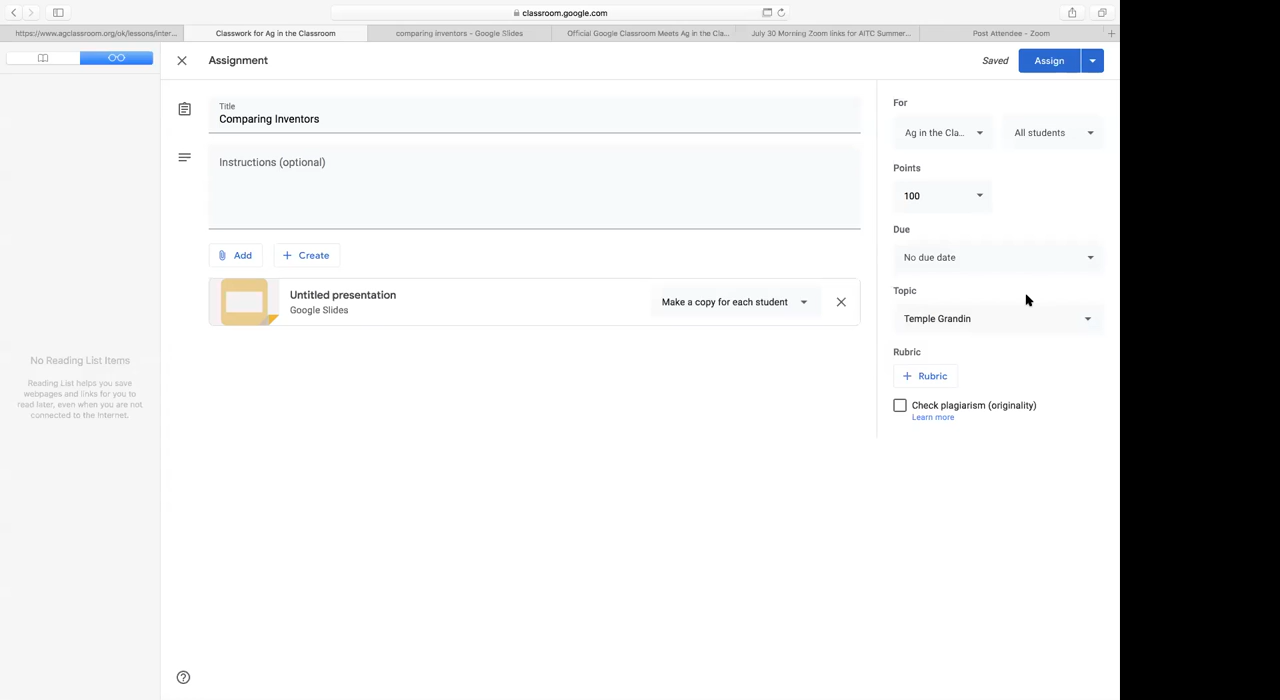 classroom.google.com
https://www.agclassroom.org/ok/lessons/inter...
Classwork for Ag in the Classroom
comparing inventors - Google Slides
Official Google Classroom Meets Ag in the Cla...
July 30 Morning Zoom links for AITC Summer...
Post Attendee - Zoom
Assignment
Saved
Assign
Title
Comparing Inventors
Instructions (optional)
Add
Create
Untitled presentation
Google Slides
Make a copy for each student
For
Ag in the Cla...
All students
Points
100
Due
No due date
Topic
Temple Grandin
Rubric
+ Rubric
Check plagiarism (originality)
Learn more
No Reading List Items
Reading List helps you save
webpages and links for you to
read later, even when you are not
connected to the Internet.